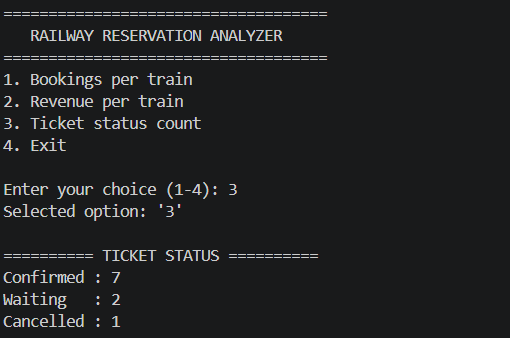 ====================================
RAILWAY RESERVATION ANALYZER
====================================
1. Bookings per train
2. Revenue per train
3. Ticket status count
4. Exit
Enter your choice (1-4): 3
Selected option: '3'
========== TICKET STATUS ==========
Confirmed : 7
Waiting   : 2
Cancelled : 1